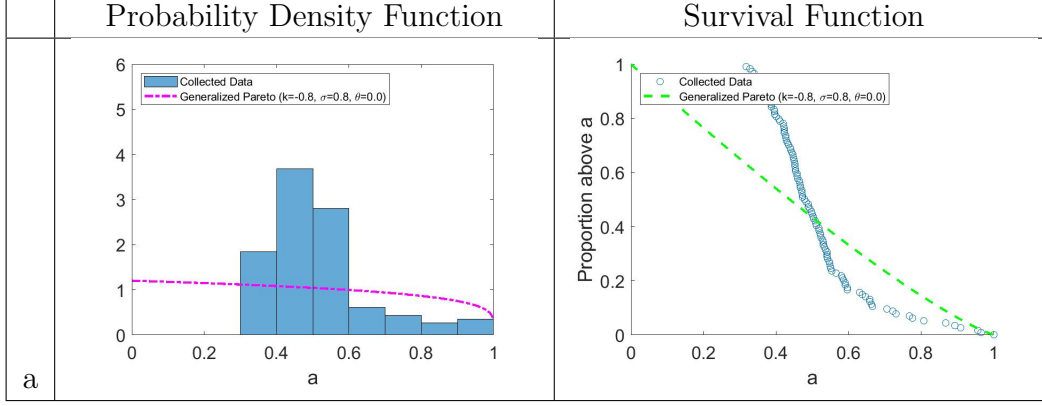 Probability Density Function
Survival Function
a
6
5
4
3
2
1
0
0
0.2
0.4
0.6
0.8
1
a
Collected Data
Generalized Pareto (k=-0.8, σ=0.8, θ=0.0)
Proportion above a
1
0.8
0.6
0.4
0.2
0
0
0.2
0.4
0.6
0.8
1
a
Collected Data
Generalized Pareto (k=-0.8, σ=0.8, θ=0.0)